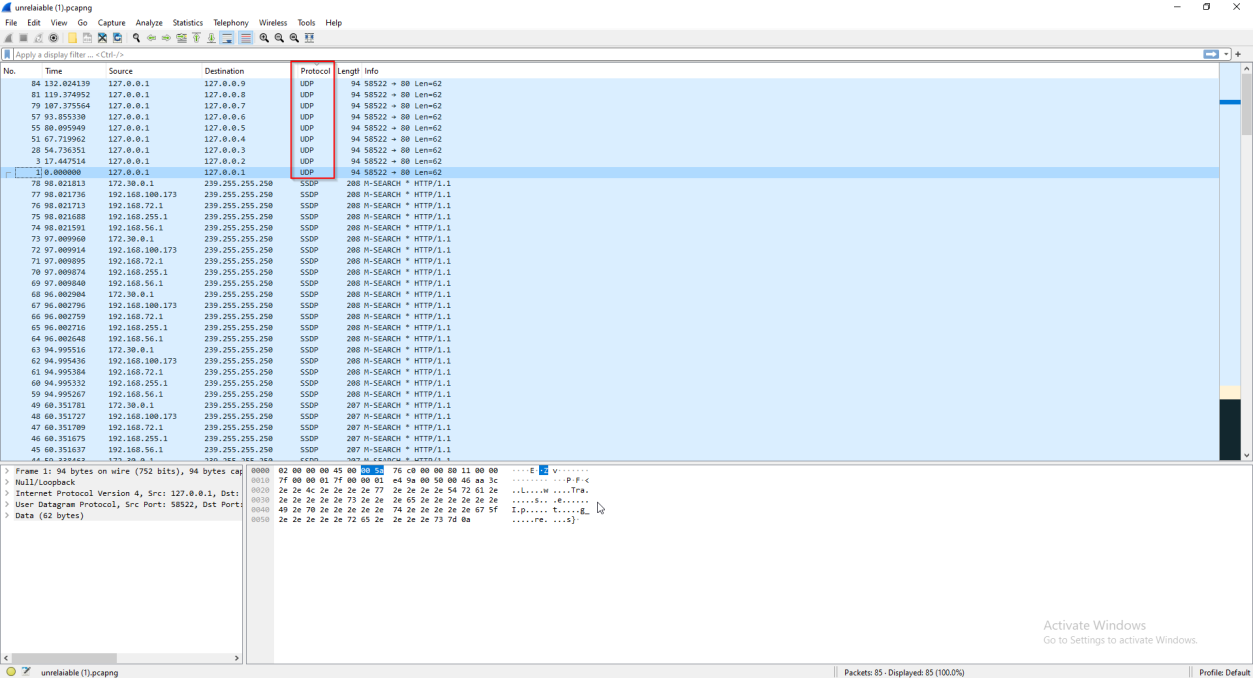 unrelaiable (1).pcapng
File Edit View Go Capture Analyze Statistics Telephony Wireless Tools Help
Apply a display filter ... <Ctrl-/>
No. Time Source Destination Protocol Length Info
84 132.024139 127.0.0.1 127.0.0.9 UDP 94 58522 → 80 Len=62
81 119.374952 127.0.0.1 127.0.0.8 UDP 94 58522 → 80 Len=62
79 107.375564 127.0.0.1 127.0.0.7 UDP 94 58522 → 80 Len=62
57 93.855330 127.0.0.1 127.0.0.6 UDP 94 58522 → 80 Len=62
55 80.095949 127.0.0.1 127.0.0.5 UDP 94 58522 → 80 Len=62
51 67.719962 127.0.0.1 127.0.0.4 UDP 94 58522 → 80 Len=62
28 54.736351 127.0.0.1 127.0.0.3 UDP 94 58522 → 80 Len=62
3 17.447514 127.0.0.1 127.0.0.2 UDP 94 58522 → 80 Len=62
1 0.000000 127.0.0.1 127.0.0.1 UDP 94 58522 → 80 Len=62
78 98.021813 172.30.0.1 239.255.255.250 SSDP 208 M-SEARCH * HTTP/1.1
77 98.021736 192.168.100.173 239.255.255.250 SSDP 208 M-SEARCH * HTTP/1.1
76 98.021713 192.168.72.1 239.255.255.250 SSDP 208 M-SEARCH * HTTP/1.1
75 98.021688 192.168.255.1 239.255.255.250 SSDP 208 M-SEARCH * HTTP/1.1
74 98.021591 192.168.56.1 239.255.255.250 SSDP 208 M-SEARCH * HTTP/1.1
73 97.009960 172.30.0.1 239.255.255.250 SSDP 208 M-SEARCH * HTTP/1.1
72 97.009914 192.168.100.173 239.255.255.250 SSDP 208 M-SEARCH * HTTP/1.1
71 97.009895 192.168.72.1 239.255.255.250 SSDP 208 M-SEARCH * HTTP/1.1
70 97.009874 192.168.255.1 239.255.255.250 SSDP 208 M-SEARCH * HTTP/1.1
69 97.009840 192.168.56.1 239.255.255.250 SSDP 208 M-SEARCH * HTTP/1.1
68 96.002904 172.30.0.1 239.255.255.250 SSDP 208 M-SEARCH * HTTP/1.1
67 96.002796 192.168.100.173 239.255.255.250 SSDP 208 M-SEARCH * HTTP/1.1
66 96.002759 192.168.72.1 239.255.255.250 SSDP 208 M-SEARCH * HTTP/1.1
65 96.002716 192.168.255.1 239.255.255.250 SSDP 208 M-SEARCH * HTTP/1.1
64 96.002648 192.168.56.1 239.255.255.250 SSDP 208 M-SEARCH * HTTP/1.1
63 94.995516 172.30.0.1 239.255.255.250 SSDP 208 M-SEARCH * HTTP/1.1
62 94.995436 192.168.100.173 239.255.255.250 SSDP 208 M-SEARCH * HTTP/1.1
61 94.995384 192.168.72.1 239.255.255.250 SSDP 208 M-SEARCH * HTTP/1.1
60 94.995332 192.168.255.1 239.255.255.250 SSDP 208 M-SEARCH * HTTP/1.1
59 94.995267 192.168.56.1 239.255.255.250 SSDP 208 M-SEARCH * HTTP/1.1
49 60.351781 172.30.0.1 239.255.255.250 SSDP 207 M-SEARCH * HTTP/1.1
48 60.351727 192.168.100.173 239.255.255.250 SSDP 207 M-SEARCH * HTTP/1.1
47 60.351709 192.168.72.1 239.255.255.250 SSDP 207 M-SEARCH * HTTP/1.1
46 60.351675 192.168.255.1 239.255.255.250 SSDP 207 M-SEARCH * HTTP/1.1
45 60.351637 192.168.56.1 239.255.255.250 SSDP 207 M-SEARCH * HTTP/1.1
Frame 1: 94 bytes on wire (752 bits), 94 bytes cap
Null/Loopback
Internet Protocol Version 4, Src: 127.0.0.1, Dst:
User Datagram Protocol, Src Port: 58522, Dst Port:
Data (62 bytes)
0000 02 00 00 00 45 00 00 5a 76 c0 00 00 80 11 00 00 ····E··Z v·······
0010 7f 00 00 01 7f 00 00 01 e4 9a 00 50 00 46 aa 3c ········ ···P·F·<
0020 2e 2e 4c 2e 2e 2e 2e 77 2e 2e 2e 2e 54 72 61 2e ..L....w ....Tra.
0030 2e 2e 2e 2e 2e 73 2e 2e 2e 65 2e 2e 2e 2e 2e 2e .....s.. .e......
0040 49 2e 70 2e 2e 2e 2e 2e 74 2e 2e 2e 2e 2e 67 5f I.p..... t.....g_
0050 2e 2e 2e 2e 2e 72 65 2e 2e 2e 2e 73 7d 0a .....re. ...s}·
Activate Windows
Go to Settings to activate Windows.
unrelaiable (1).pcapng Packets: 85 · Displayed: 85 (100.0%) Profile: Default